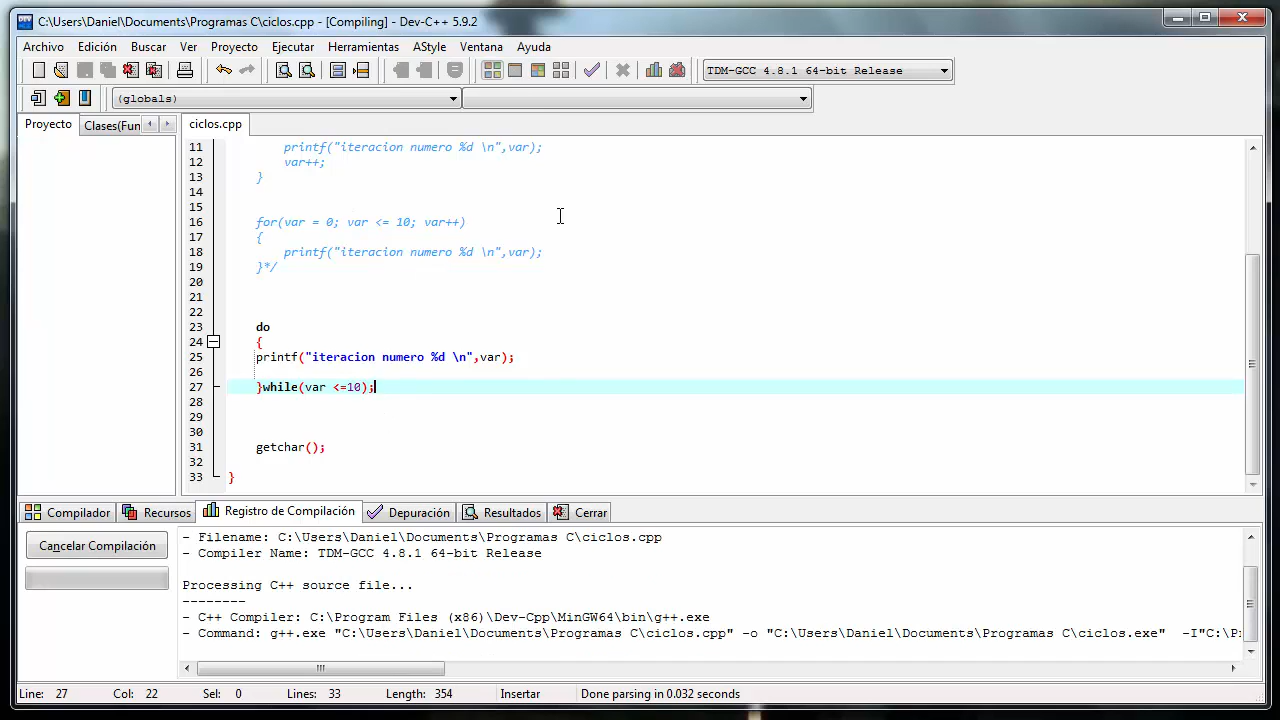 C:\Users\Daniel\Documents\Programas C\ciclos.cpp - [Compiling] - Dev-C++ 5.9.2
Archivo Edición Buscar Ver Proyecto Ejecutar Herramientas AStyle Ventana Ayuda
TDM-GCC 4.8.1 64-bit Release
(globals)
Proyecto Clases(Fun ciclos.cpp
11 printf("iteracion numero %d \n",var);
12 var++;
13 }
14
15
16 for(var = 0; var <= 10; var++)
17 {
18 printf("iteracion numero %d \n",var);
19 }*/
20
21
22
23 do
24 {
25 printf("iteracion numero %d \n",var);
26
27 }while(var <=10);
28
29
30
31 getchar();
32
33 }
Compilador Recursos Registro de Compilación Depuración Resultados Cerrar
Cancelar Compilación
- Filename: C:\Users\Daniel\Documents\Programas C\ciclos.cpp
- Compiler Name: TDM-GCC 4.8.1 64-bit Release
Processing C++ source file...
--------
- C++ Compiler: C:\Program Files (x86)\Dev-Cpp\MinGW64\bin\g++.exe
- Command: g++.exe "C:\Users\Daniel\Documents\Programas C\ciclos.cpp" -o "C:\Users\Daniel\Documents\Programas C\ciclos.exe" -I"C:\P
Line: 27 Col: 22 Sel: 0 Lines: 33 Length: 354 Insertar Done parsing in 0.032 seconds